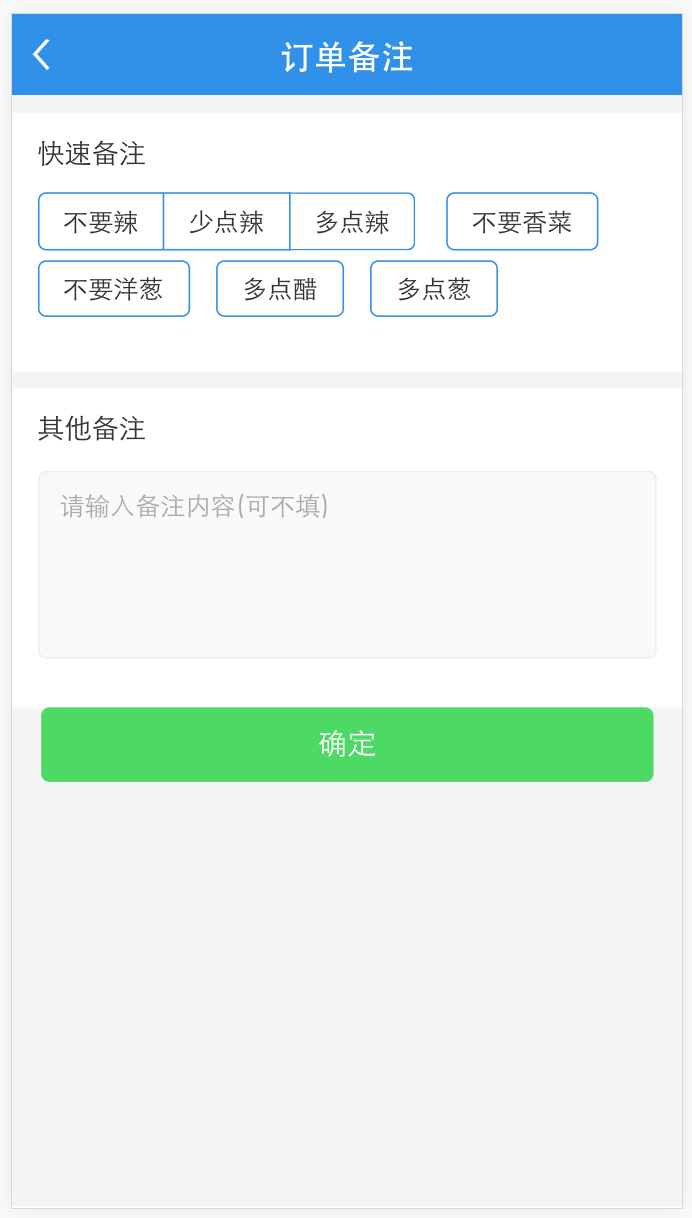 订单备注
快速备注
不要辣 少点辣 多点辣 不要香菜
不要洋葱 多点醋 多点葱
其他备注
请输入备注内容(可不填)
确定